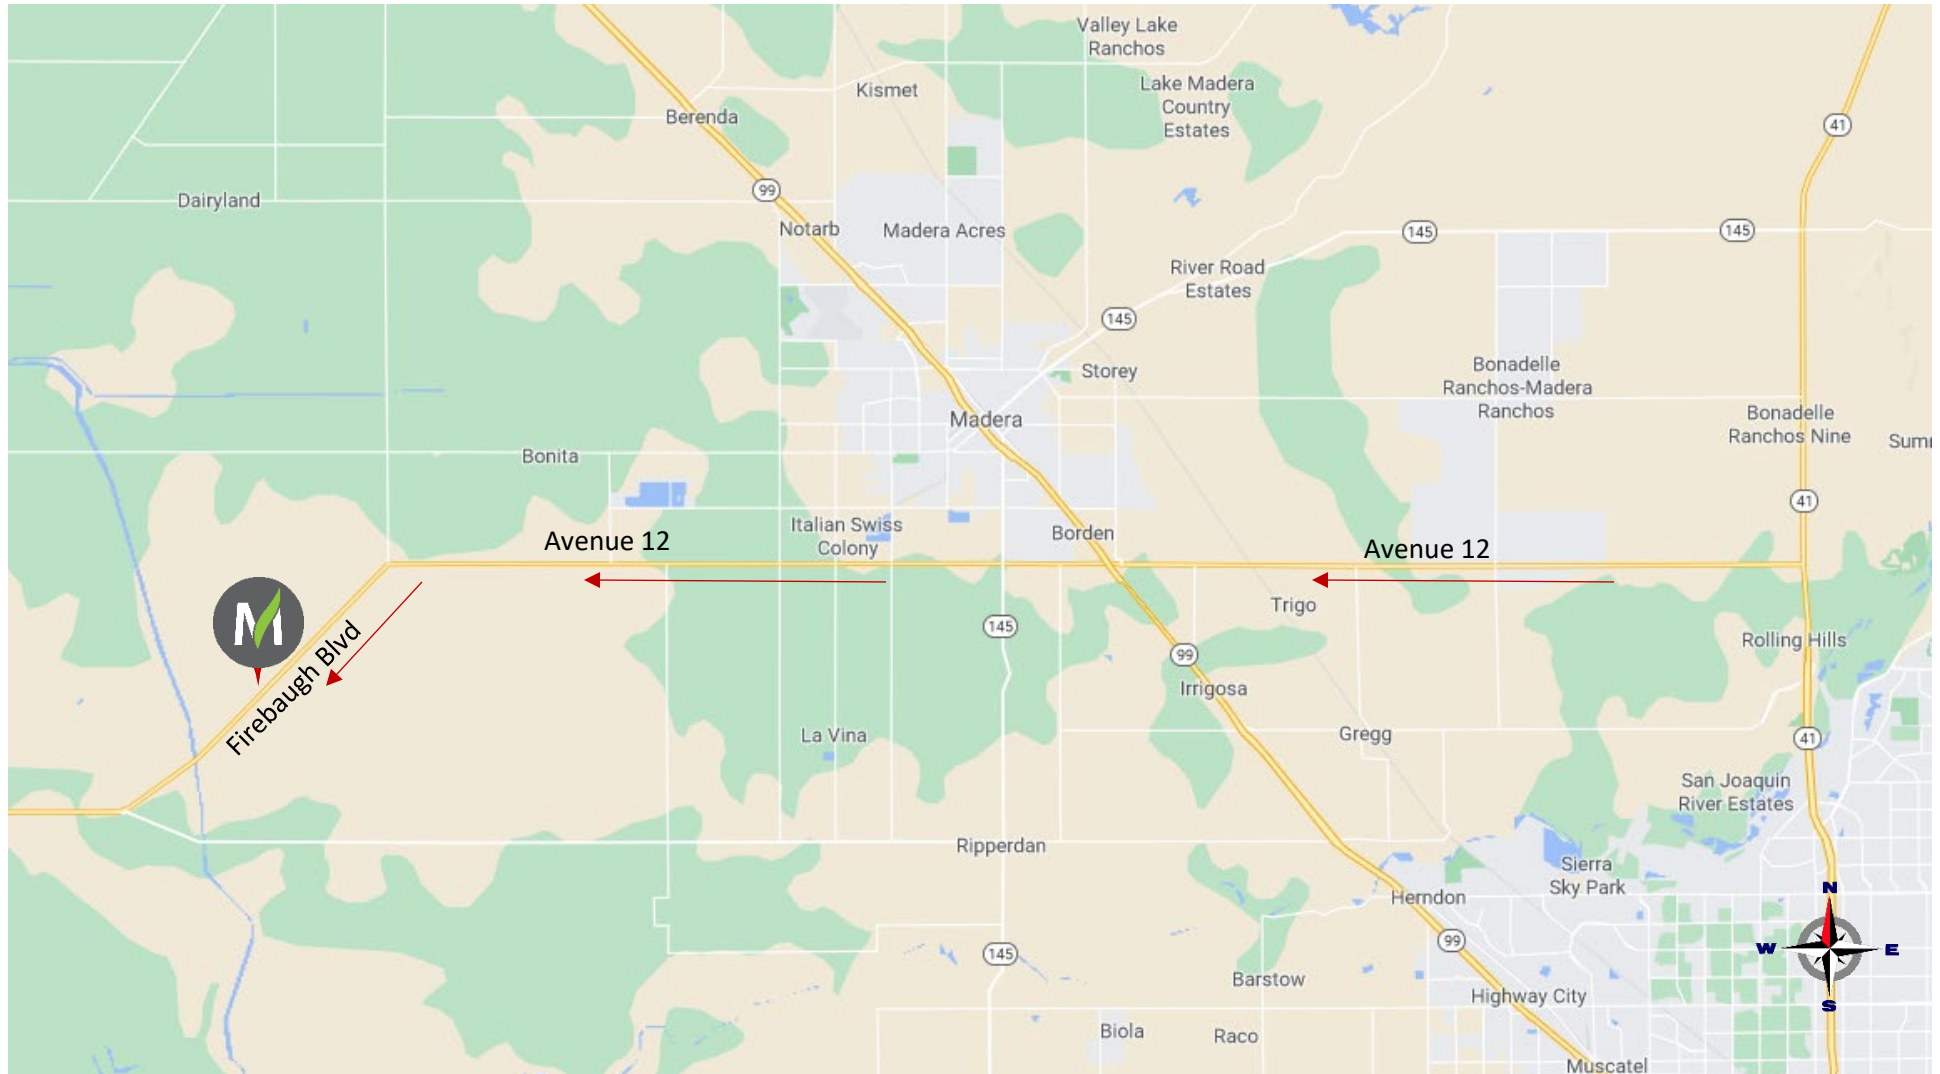 Valley Lake
Ranchos
Kismet
Lake Madera
Country
Estates
Berenda
41
99
Dairyland
Notarb
Madera Acres
145
145
River Road
Estates
145
Storey
Bonadelle
Ranchos-Madera
Ranchos
Madera
Bonadelle
Ranchos Nine
Sum
Bonita
41
Italian Swiss
Colony
Borden
Avenue 12
Avenue 12
M
Trigo
145
Rolling Hills
99
Firebaugh Blvd
Irrigosa
La Vina
Gregg
41
San Joaquin
River Estates
Ripperdan
Sierra
Sky Park
Herndon
N
W
E
S
99
145
Barstow
Highway City
Biola
Raco
Muscatel